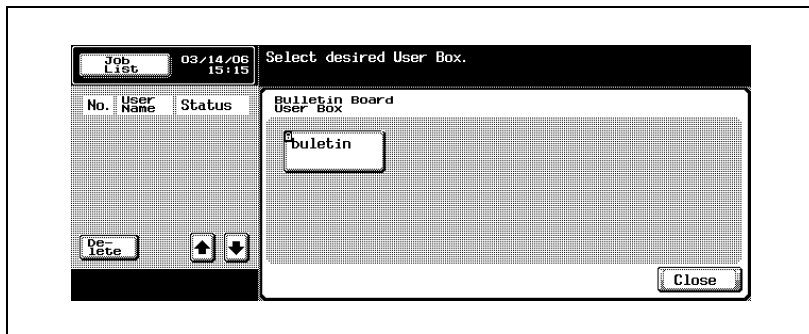 Job
List
03/14/06
15:15
Select desired User Box.
No.
User
Name
Status
Bulletin Board
User Box
buletin
De-
lete
Close